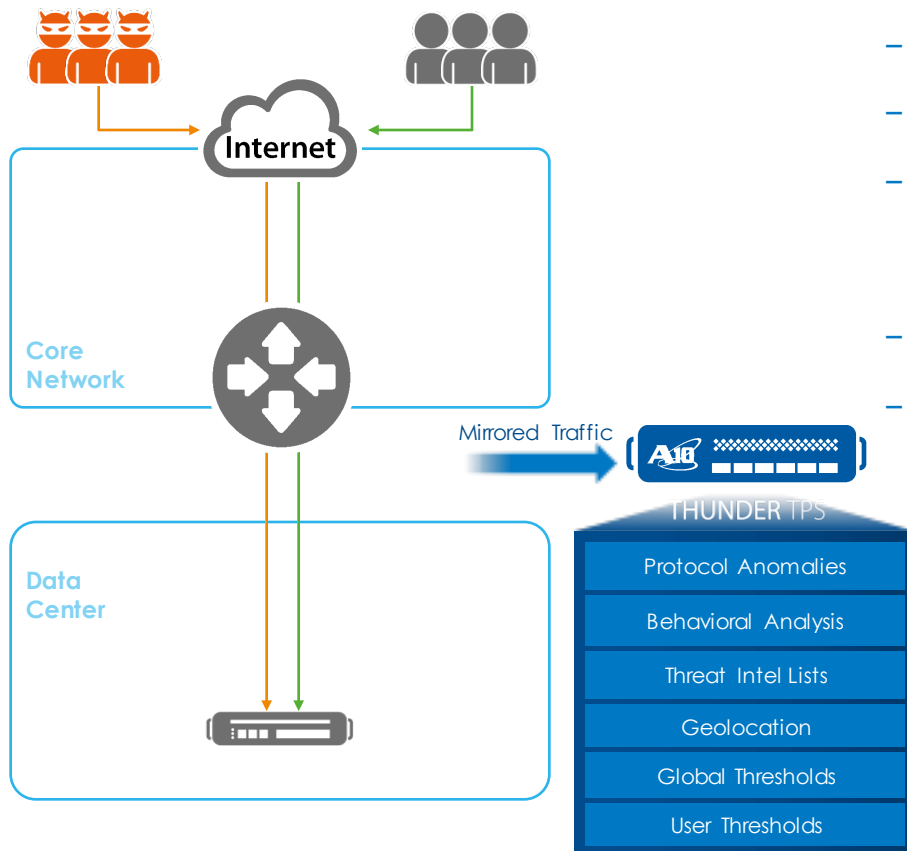 Internet
Core
Network
Mirrored Traffic
A10
THUNDER TPS
Data
Center
Protocol Anomalies
Behavioral Analysis
Threat Intel Lists
Geolocation
Global Thresholds
User Thresholds